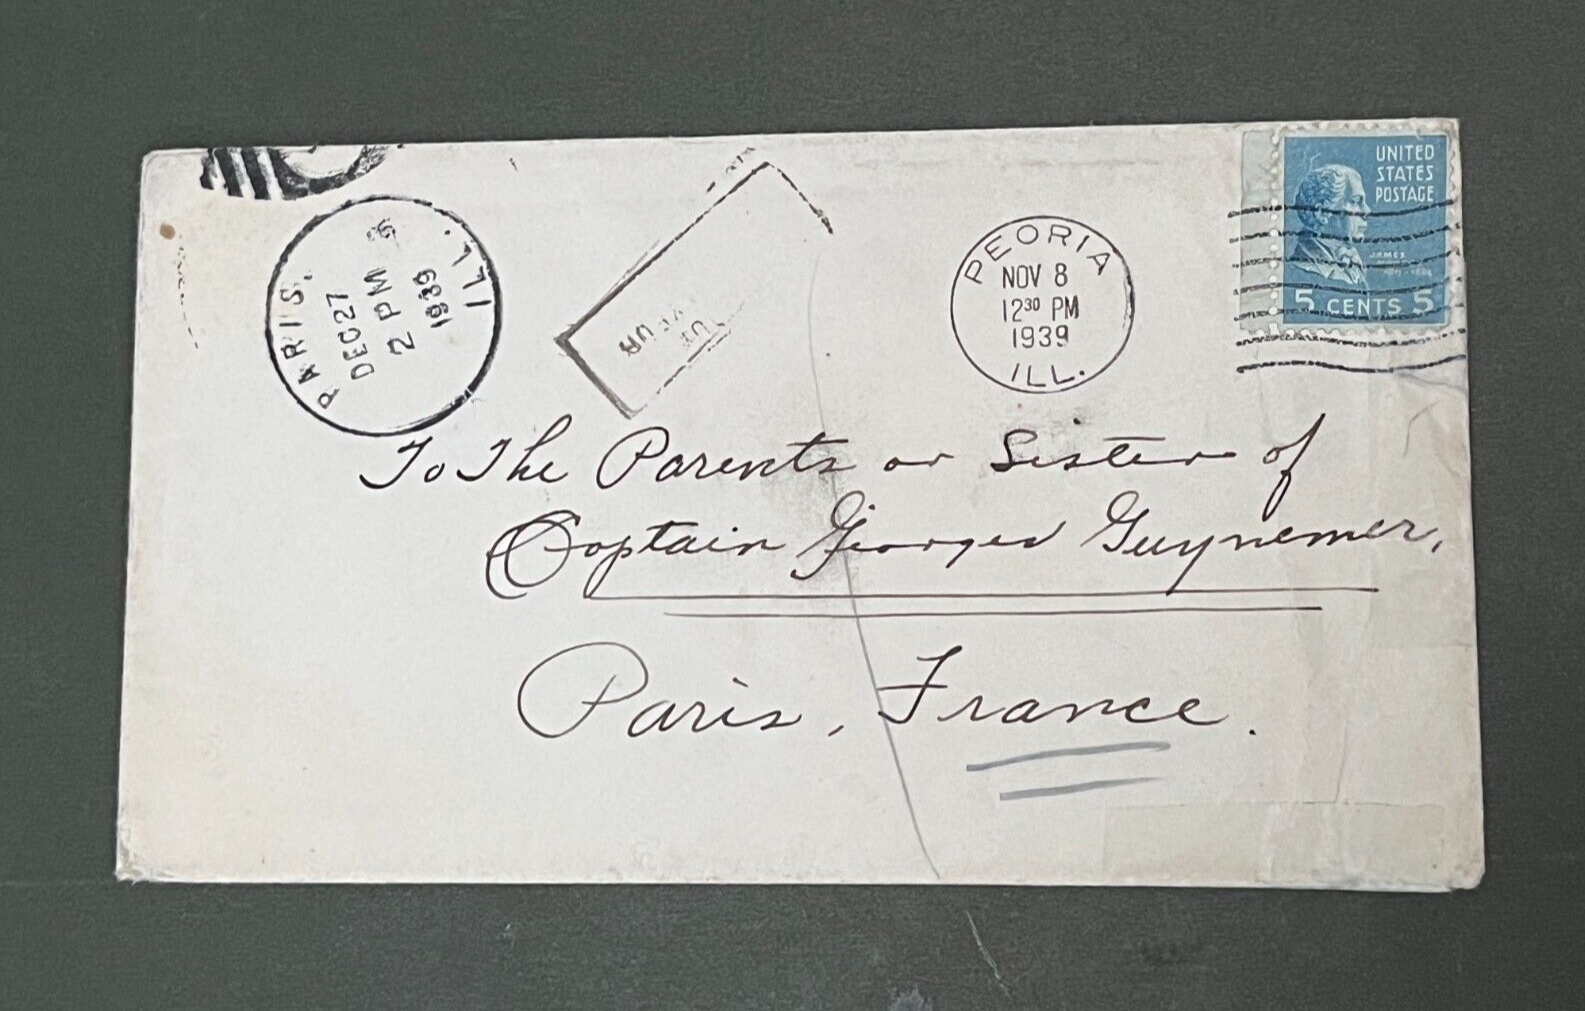 PARIS.
DEC 27
2 PM
1939
ILL.
PEORIA
NOV 8
12 30 PM
1939
ILL.
UNITED
STATES
POSTAGE
JAMES
5 CENTS 5
To The Parents or Sister of
Captain Georges Guynemer,
Paris, France.